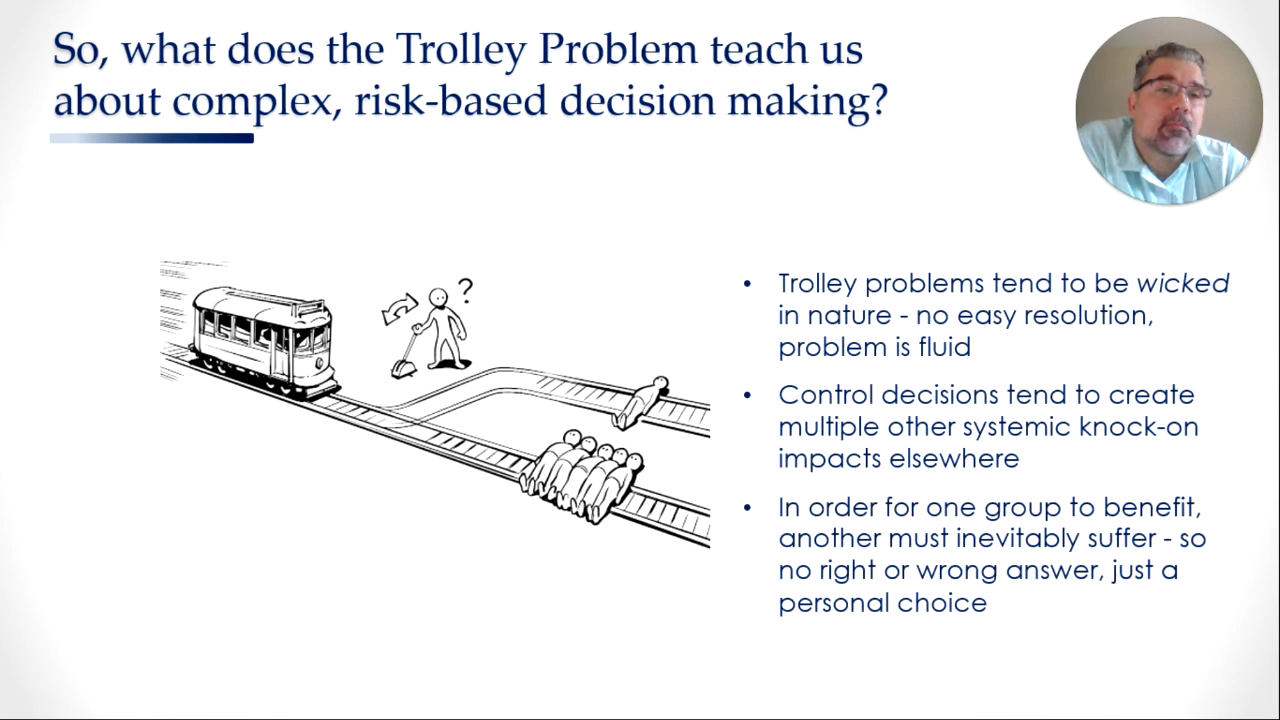 So, what does the Trolley Problem teach us
about complex, risk-based decision making?
?
• Trolley problems tend to be wicked
in nature - no easy resolution,
problem is fluid
• Control decisions tend to create
multiple other systemic knock-on
impacts elsewhere
• In order for one group to benefit,
another must inevitably suffer - so
no right or wrong answer, just a
personal choice